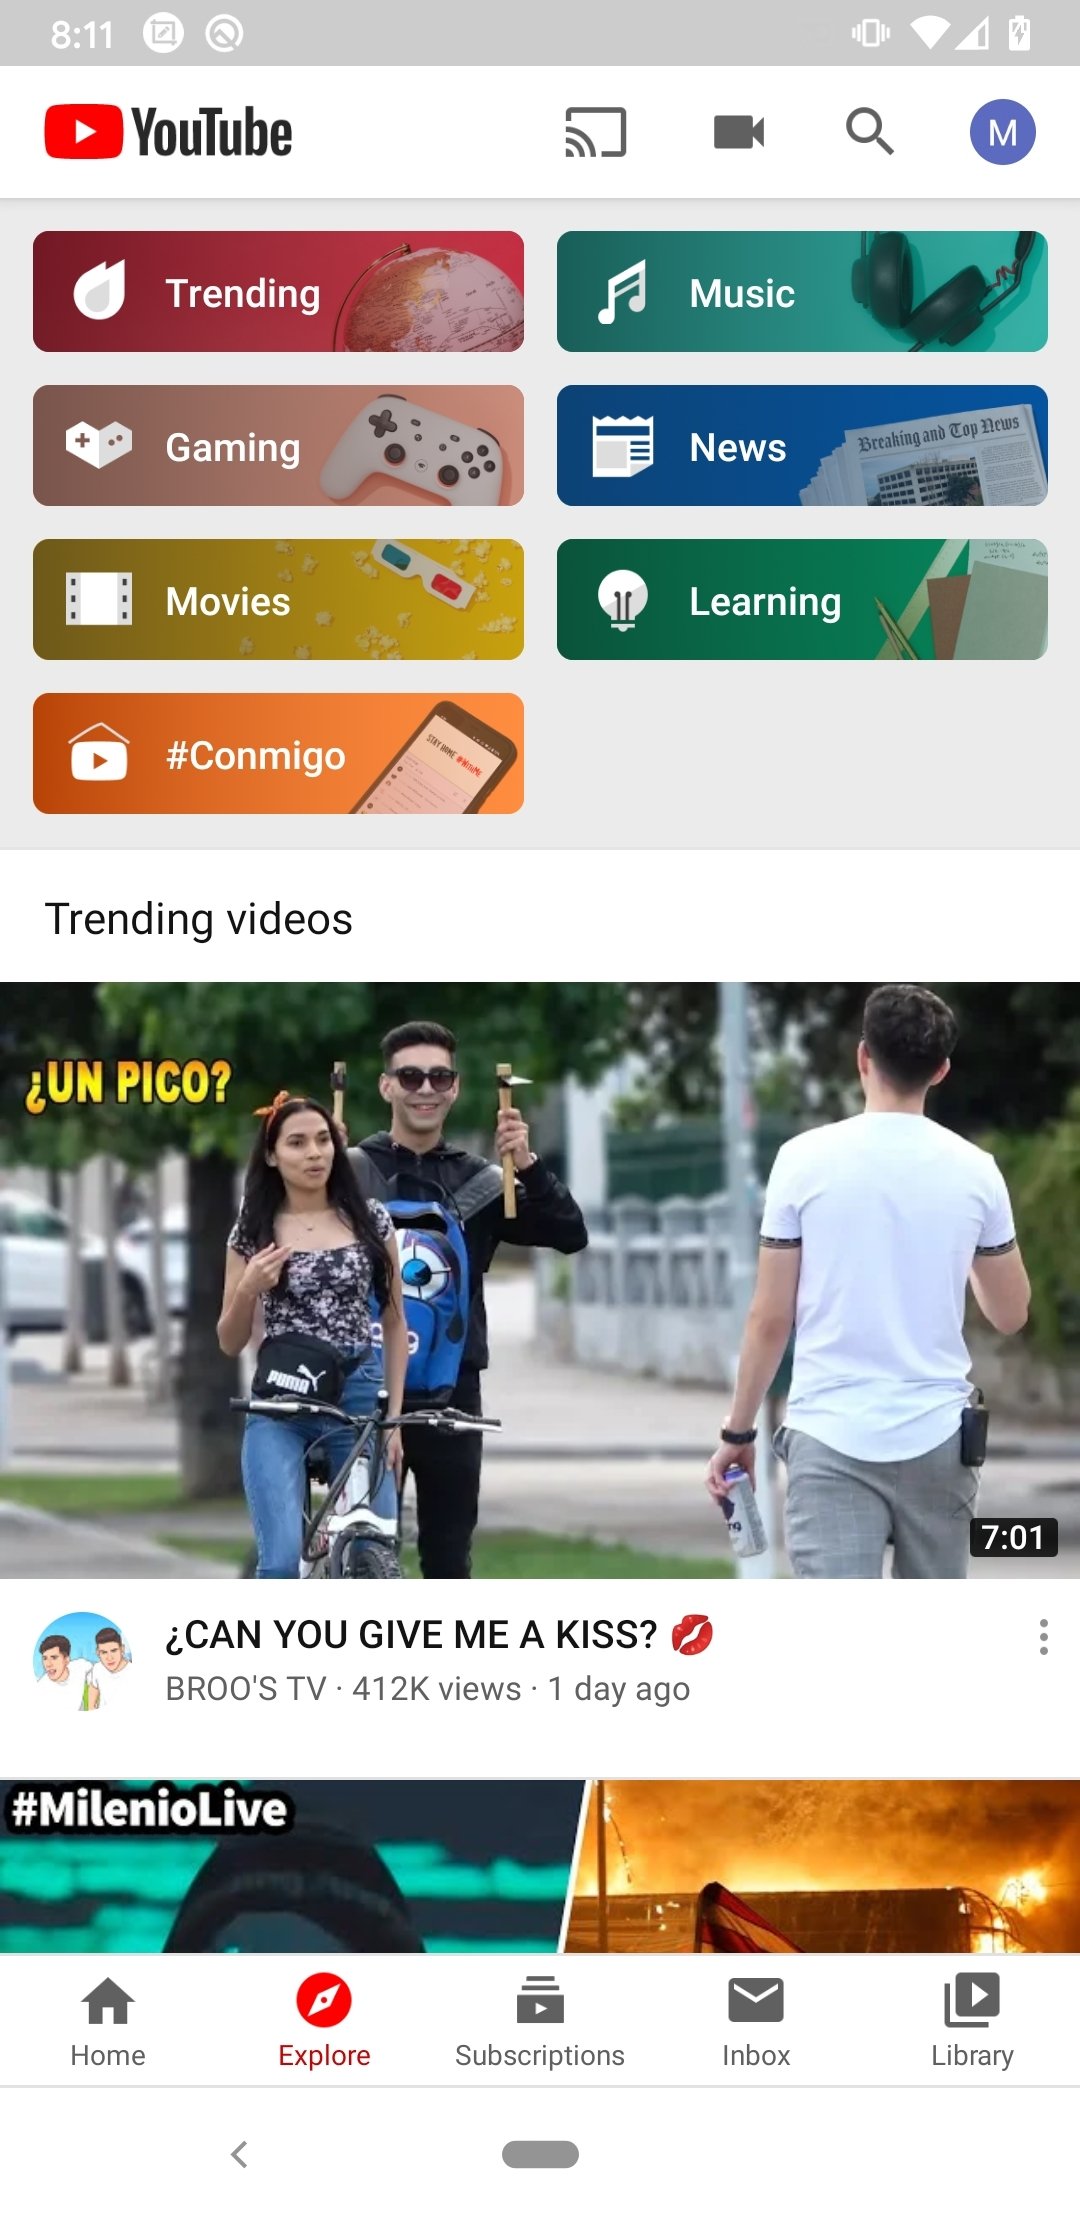 8:11
YouTube
M
Trending
Music
Gaming
News
Breaking and Top News
Movies
Learning
#Conmigo
STAY HOME #WithMe
Trending videos
¿UN PICO?
PUMA
7:01
¿CAN YOU GIVE ME A KISS? 💋
BROO'S TV · 412K views · 1 day ago
#MilenioLive
Home
Explore
Subscriptions
Inbox
Library